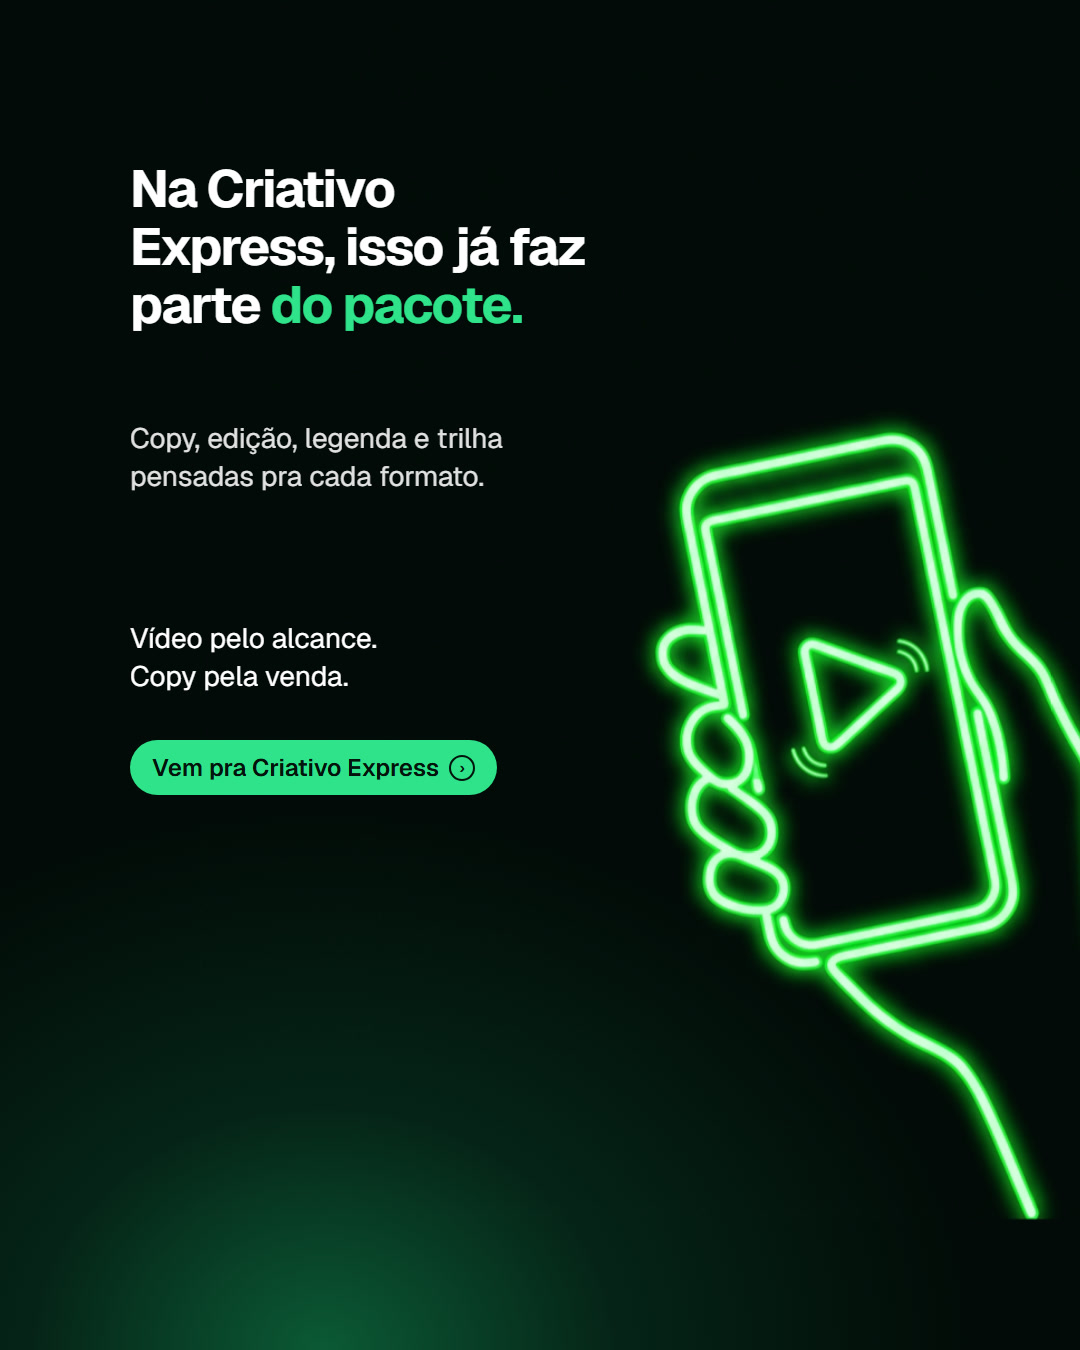 Na Criativo
Express, isso já faz
parte do pacote.
Copy, edição, legenda e trilha
pensadas pra cada formato.
Vídeo pelo alcance.
Copy pela venda.
Vem pra Criativo Express